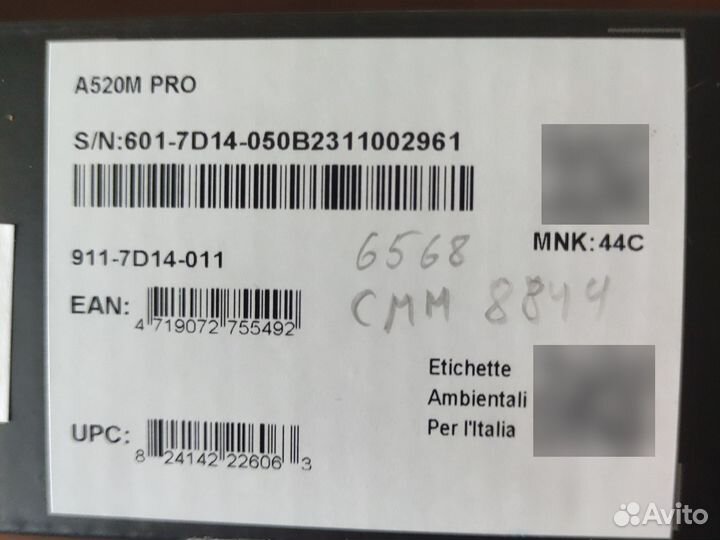 A520M PRO
S/N:601-7D14-050B2311002961
911-7D14-011
6568
MNK:44C
EAN:
4 719072 755492
CMM 8844
Etichette
Ambientali
Per l'Italia
UPC:
8 24142 22606 3
Avito